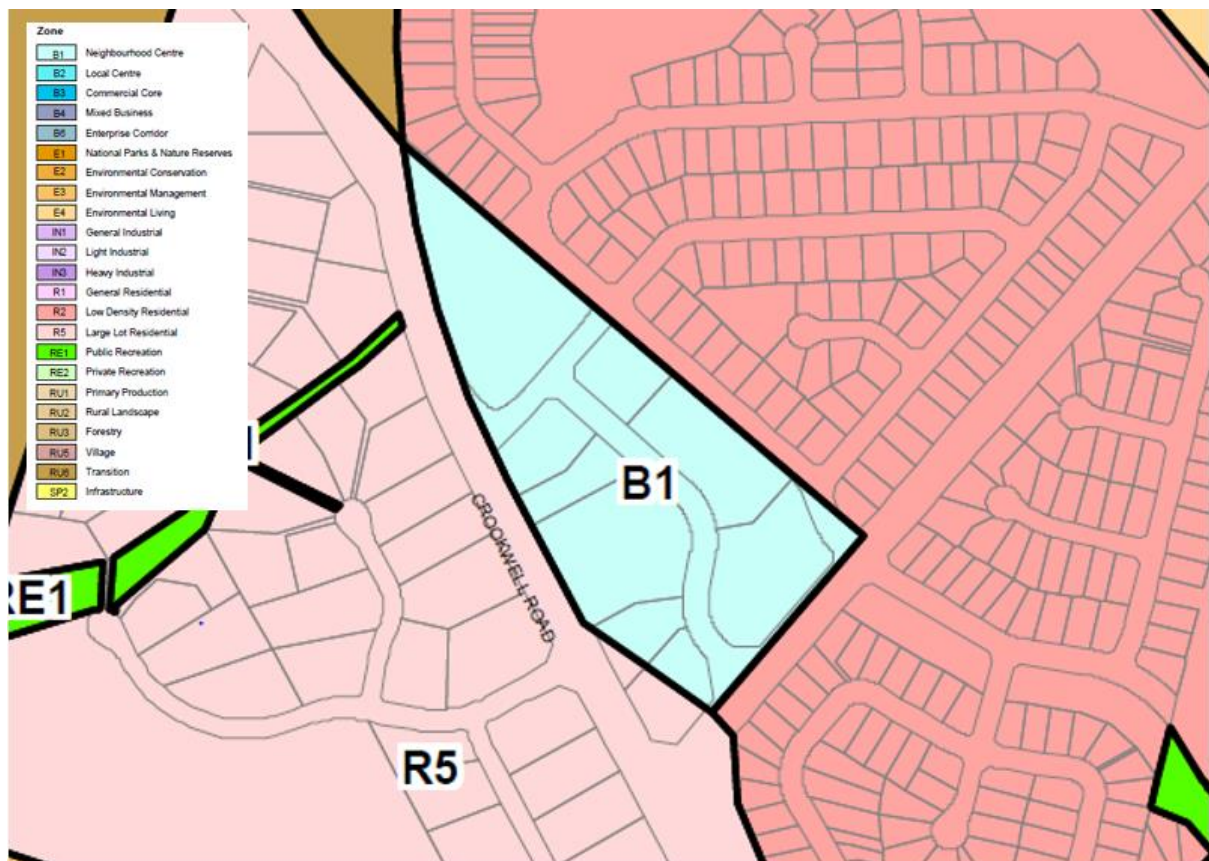 Zone
B1 Neighbourhood Centre
B2 Local Centre
B3 Commercial Core
B4 Mixed Business
B6 Enterprise Corridor
E1 National Parks & Nature Reserves
E2 Environmental Conservation
E3 Environmental Management
E4 Environmental Living
IN1 General Industrial
IN2 Light Industrial
IN3 Heavy Industrial
R1 General Residential
R2 Low Density Residential
R5 Large Lot Residential
RE1 Public Recreation
RE2 Private Recreation
RU1 Primary Production
RU2 Rural Landscape
RU3 Forestry
RU5 Village
RU6 Transition
SP2 Infrastructure
B1
CROOKWELL ROAD
RE1
R5